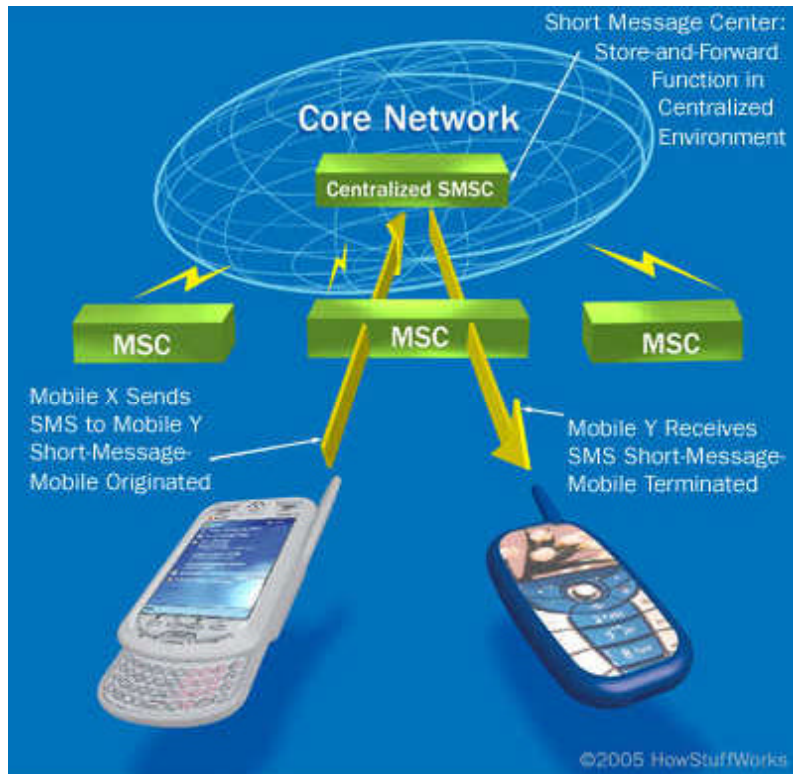 Short Message Center:
Store-and-Forward
Function in
Centralized
Environment
Core Network
Centralized SMSC
MSC
MSC
MSC
Mobile X Sends
SMS to Mobile Y
Short-Message-
Mobile Originated
Mobile Y Receives
SMS Short-Message-
Mobile Terminated
©2005 HowStuffWorks